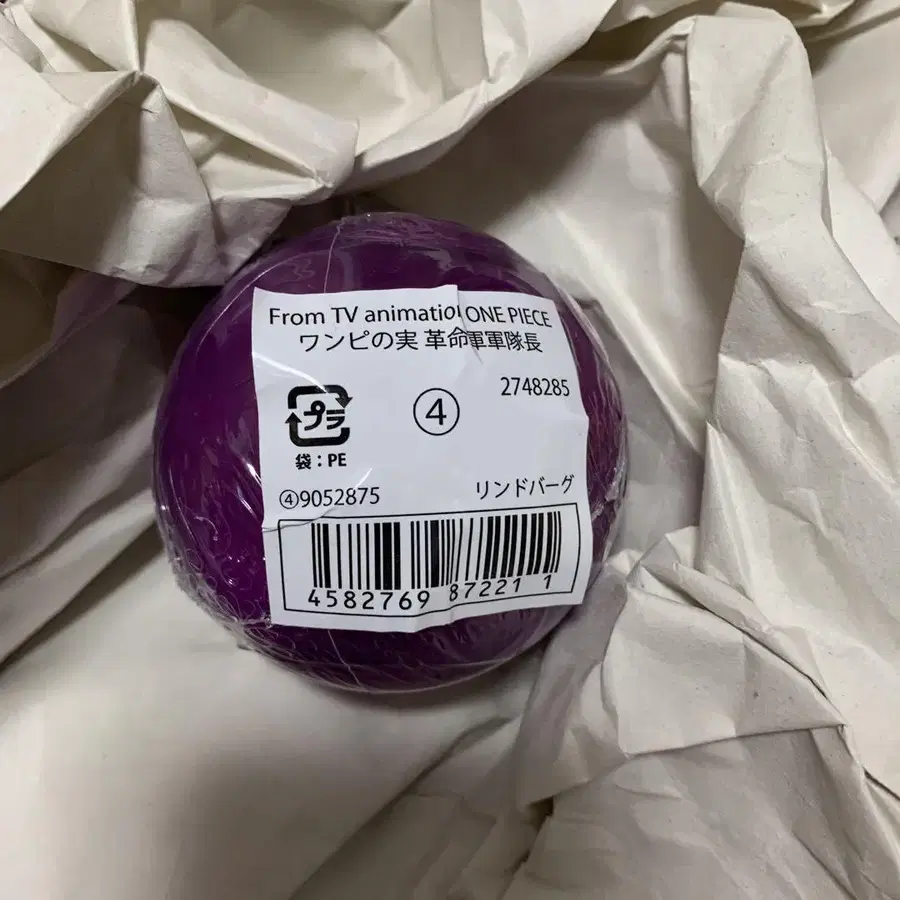 From TV animation ONE PIECE
ワンピの実 革命軍軍隊長
2748285
④
プラ
袋：PE
④9052875
リンドバーグ
4582769 87221 1